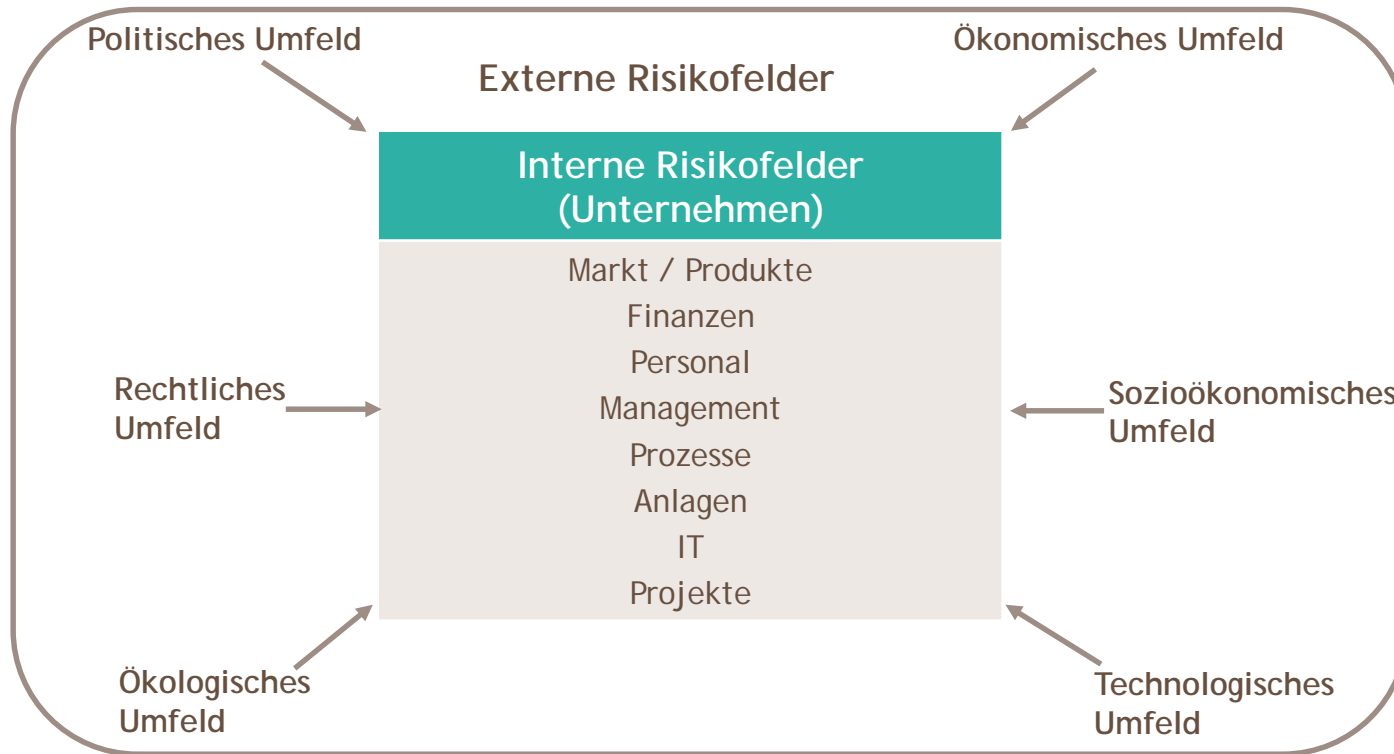 Politisches Umfeld
Ökonomisches Umfeld
Externe Risikofelder
Interne Risikofelder
(Unternehmen)
Markt / Produkte
Finanzen
Personal
Management
Prozesse
Anlagen
IT
Projekte
Rechtliches
Umfeld
Sozioökonomisches
Umfeld
Ökologisches
Umfeld
Technologisches
Umfeld